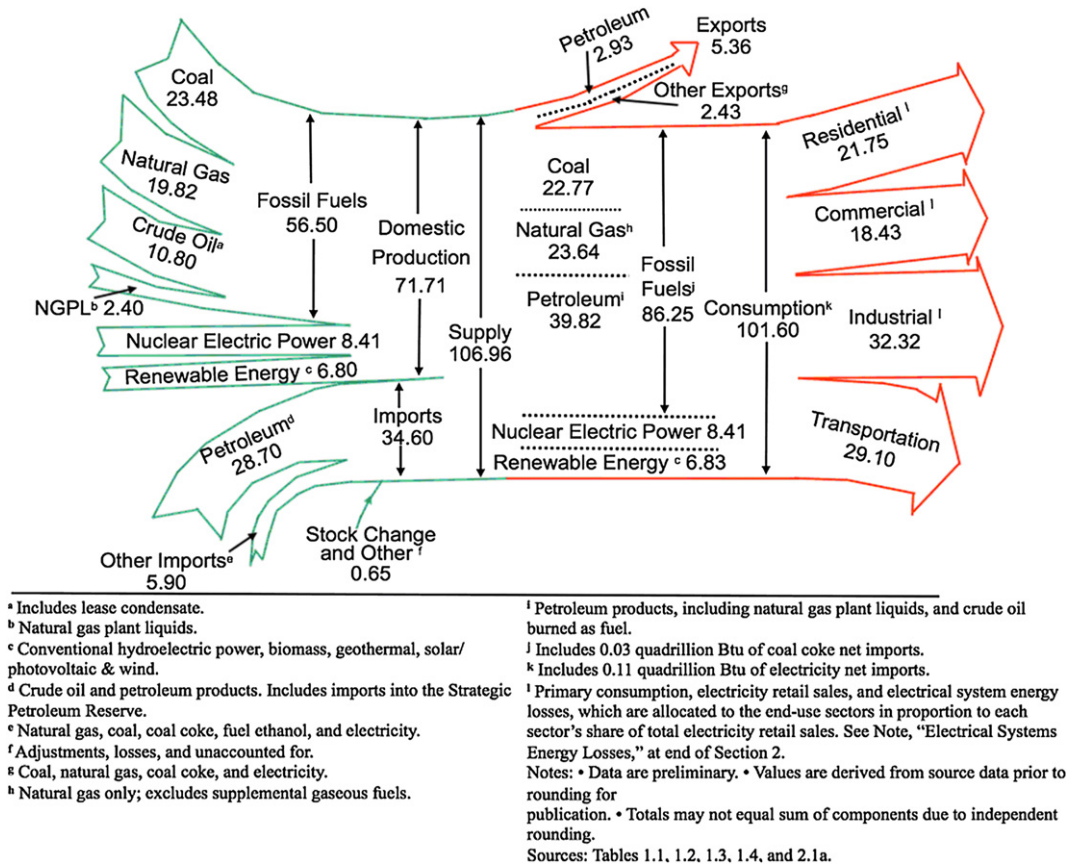 Coal
23.48
Natural Gas
19.82
Crude Oilᵃ
10.80
NGPLᵇ 2.40
Nuclear Electric Power 8.41
Renewable Energy ᶜ 6.80
Petroleumᵈ
28.70
Other Importsᵉ
5.90
Stock Change
and Other ᶠ
0.65
Fossil Fuels
56.50
Domestic
Production
71.71
Imports
34.60
Supply
106.96
Petroleum
2.93
Exports
5.36
Other Exportsᵍ
2.43
Coal
22.77
Natural Gasʰ
23.64
Petroleumⁱ
39.82
Nuclear Electric Power 8.41
Renewable Energy ᶜ 6.83
Fossil
Fuelsʲ
86.25
Consumptionᵏ
101.60
Residential ˡ
21.75
Commercial ˡ
18.43
Industrial ˡ
32.32
Transportation
29.10
ᵃ Includes lease condensate.
ᵇ Natural gas plant liquids.
ᶜ Conventional hydroelectric power, biomass, geothermal, solar/
photovoltaic & wind.
ᵈ Crude oil and petroleum products. Includes imports into the Strategic
Petroleum Reserve.
ᵉ Natural gas, coal, coal coke, fuel ethanol, and electricity.
ᶠ Adjustments, losses, and unaccounted for.
ᵍ Coal, natural gas, coal coke, and electricity.
ʰ Natural gas only; excludes supplemental gaseous fuels.
ⁱ Petroleum products, including natural gas plant liquids, and crude oil
burned as fuel.
ʲ Includes 0.03 quadrillion Btu of coal coke net imports.
ᵏ Includes 0.11 quadrillion Btu of electricity net imports.
ˡ Primary consumption, electricity retail sales, and electrical system energy
losses, which are allocated to the end-use sectors in proportion to each
sector's share of total electricity retail sales. See Note, "Electrical Systems
Energy Losses," at end of Section 2.
Notes: • Data are preliminary. • Values are derived from source data prior to
rounding for
publication. • Totals may not equal sum of components due to independent
rounding.
Sources: Tables 1.1, 1.2, 1.3, 1.4, and 2.1a.